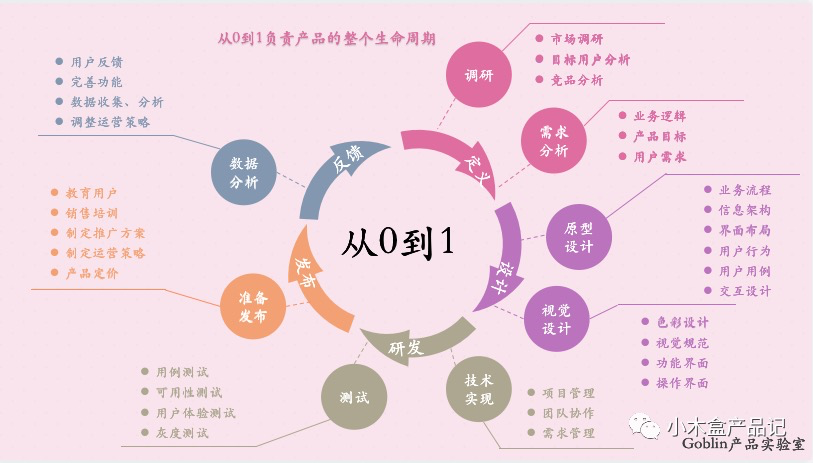 从0到1负责产品的整个生命周期
调研
市场调研
目标用户分析
竞品分析
需求
分析
业务逻辑
产品目标
用户需求
定义
原型
设计
业务流程
信息架构
界面布局
用户行为
用户用例
交互设计
设计
视觉
设计
色彩设计
视觉规范
功能界面
操作界面
技术
实现
项目管理
团队协作
需求管理
研发
测试
用例测试
可用性测试
用户体验测试
灰度测试
发布
准备
发布
教育用户
销售培训
制定推广方案
制定运营策略
产品定价
反馈
数据
分析
用户反馈
完善功能
数据收集、分析
调整运营策略
从0到1
小木盒产品记
Goblin产品实验室